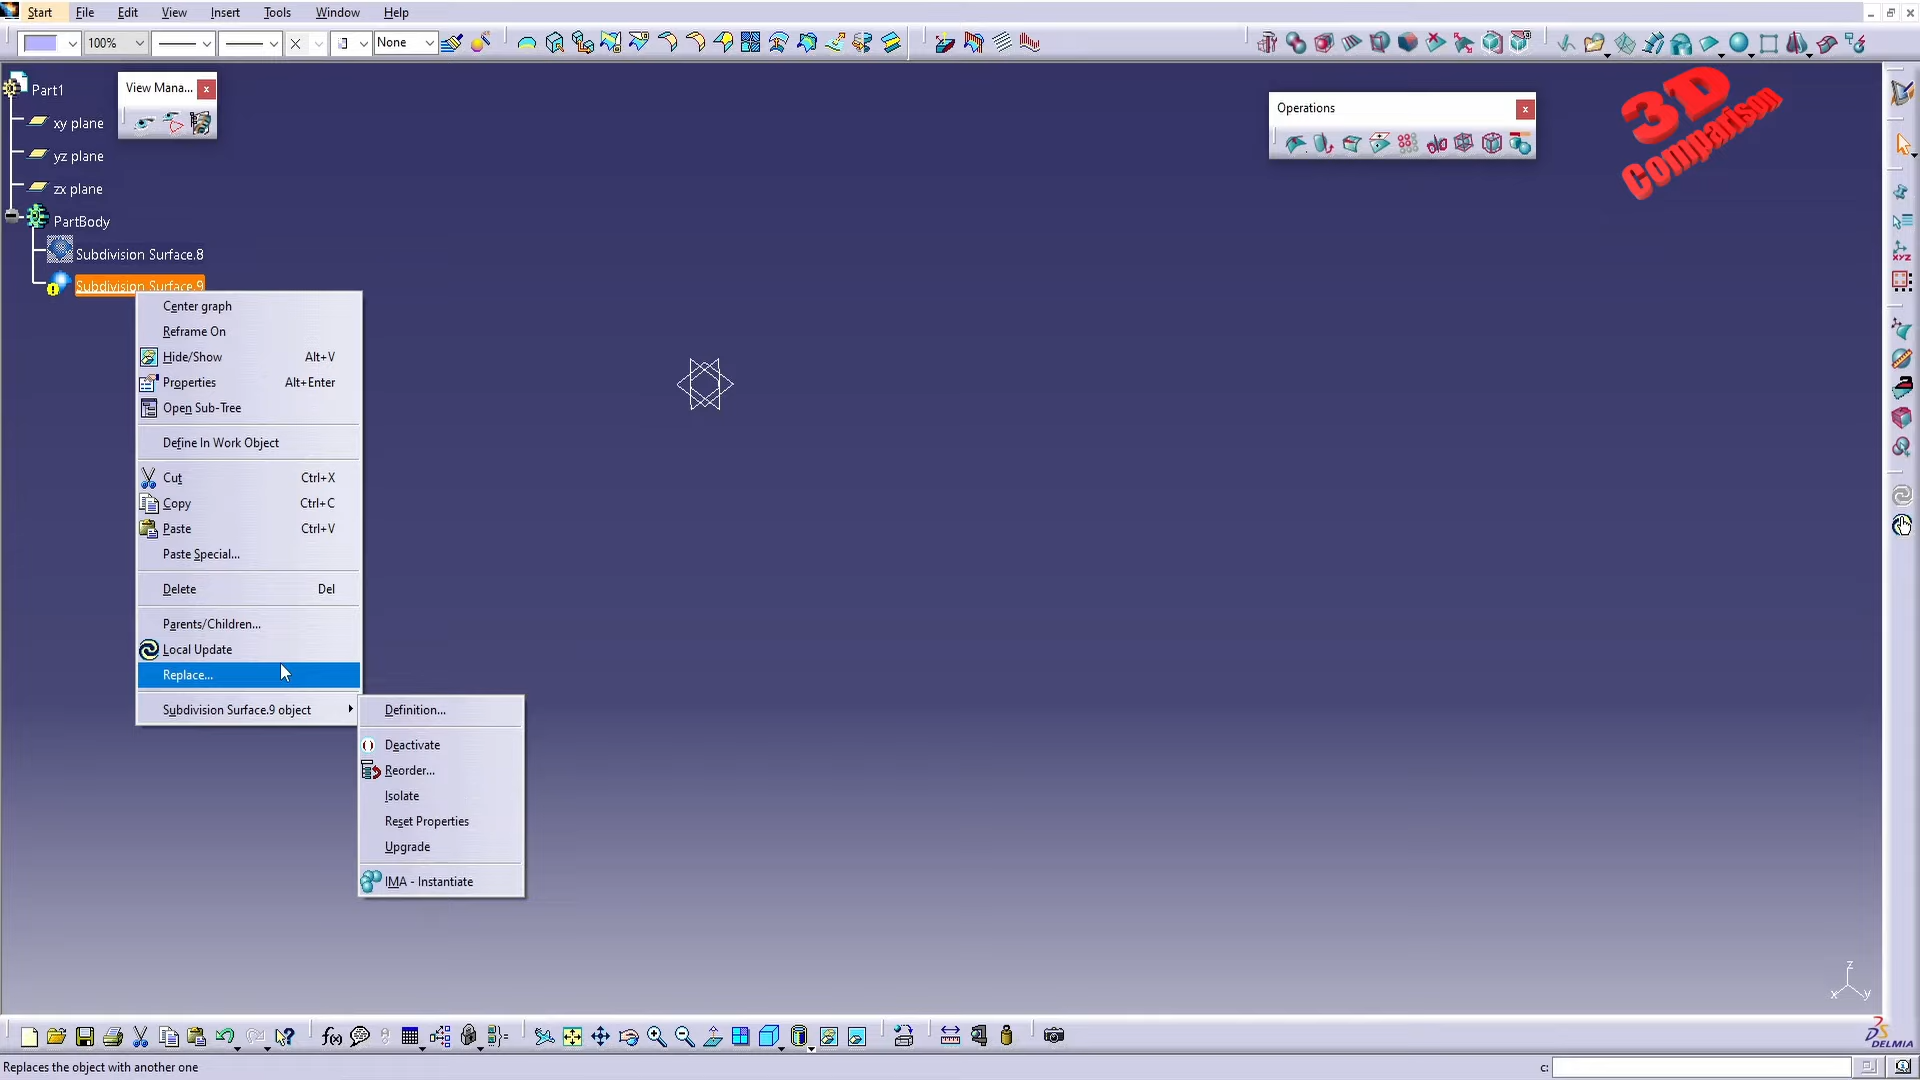 Start File Edit View Insert Tools Window Help
100% None
Part1
xy plane
yz plane
zx plane
PartBody
Subdivision Surface.8
Subdivision Surface.9
View Mana... x
Operations x
3D
Comparison
Center graph
Reframe On
Hide/Show Alt+V
Properties Alt+Enter
Open Sub-Tree
Define In Work Object
Cut Ctrl+X
Copy Ctrl+C
Paste Ctrl+V
Paste Special...
Delete Del
Parents/Children...
Local Update
Replace...
Subdivision Surface.9 object
Definition...
Deactivate
Reorder...
Isolate
Reset Properties
Upgrade
IMA - Instantiate
XYZ
z
x y
f(x)
DELMIA
Replaces the object with another one
c: